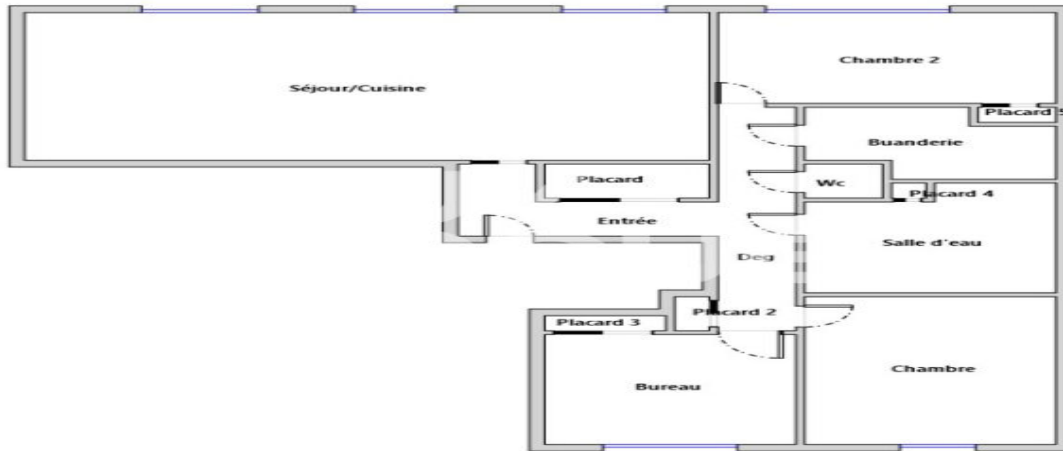 Chambre 2
Séjour/Cuisine
Placard 5
Buanderie
Placard
Wc
Placard 4
Entrée
Salle d'eau
Deg
Placard 2
Placard 3
Chambre
Bureau